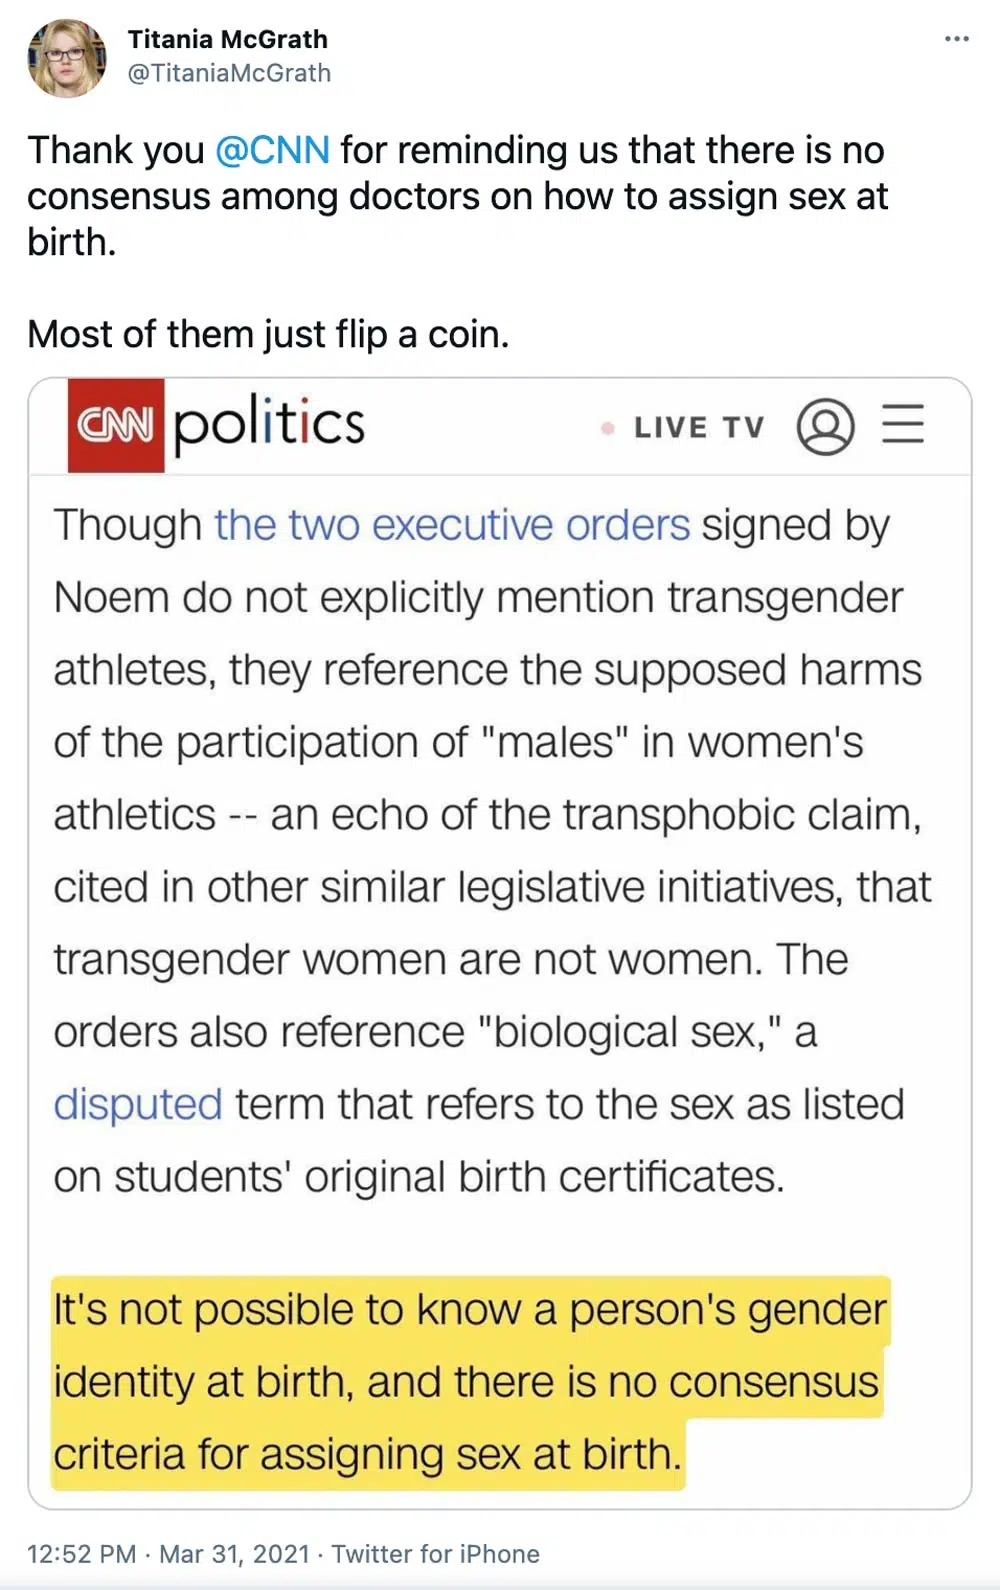 Titania McGrath
@TitaniaMcGrath
Thank you @CNN for reminding us that there is no
consensus among doctors on how to assign sex at
birth.
Most of them just flip a coin.
CNN politics
LIVE TV
Though the two executive orders signed by
Noem do not explicitly mention transgender
athletes, they reference the supposed harms
of the participation of "males" in women's
athletics -- an echo of the transphobic claim,
cited in other similar legislative initiatives, that
transgender women are not women. The
orders also reference "biological sex," a
disputed term that refers to the sex as listed
on students' original birth certificates.
It's not possible to know a person's gender
identity at birth, and there is no consensus
criteria for assigning sex at birth.
12:52 PM · Mar 31, 2021 · Twitter for iPhone